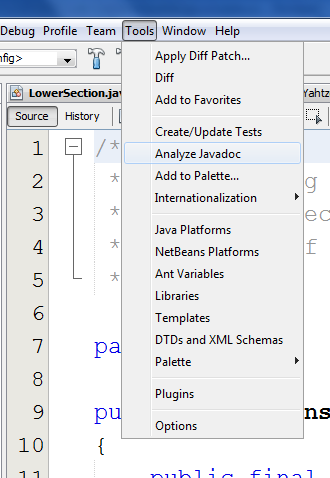 Debug Profile Team Tools Window Help
nfig>
LowerSection.ja
Yahtz
Source History
Apply Diff Patch...
Diff
Add to Favorites
Create/Update Tests
Analyze Javadoc
Add to Palette...
Internationalization
Java Platforms
NetBeans Platforms
Ant Variables
Libraries
Templates
DTDs and XML Schemas
Palette
Plugins
Options
1 /*
2 * g
3 * ec
4 * f
5 *
6
7 pa
8
9 pu ns
10 {
11 public final